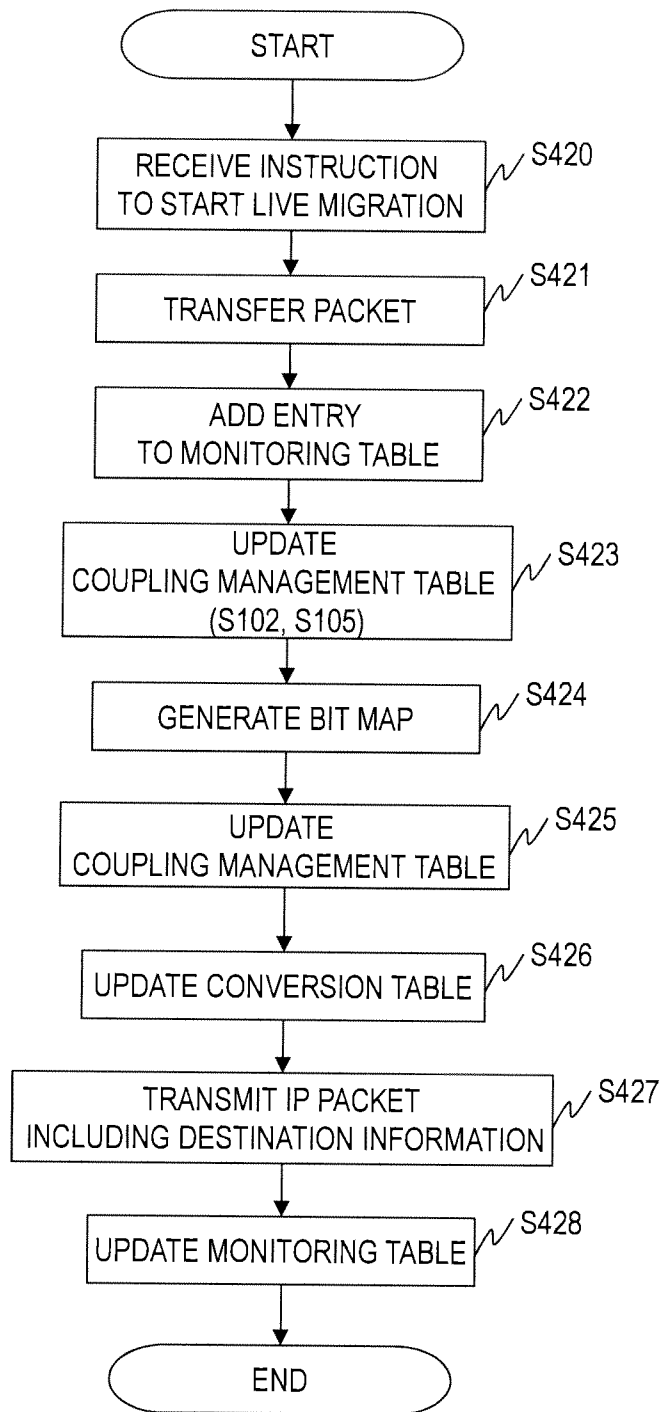 START
RECEIVE INSTRUCTION
TO START LIVE MIGRATION
S420
TRANSFER PACKET
S421
ADD ENTRY
TO MONITORING TABLE
S422
UPDATE
COUPLING MANAGEMENT TABLE
(S102, S105)
S423
GENERATE BIT MAP
S424
UPDATE
COUPLING MANAGEMENT TABLE
S425
UPDATE CONVERSION TABLE
S426
TRANSMIT IP PACKET
INCLUDING DESTINATION INFORMATION
S427
UPDATE MONITORING TABLE
S428
END